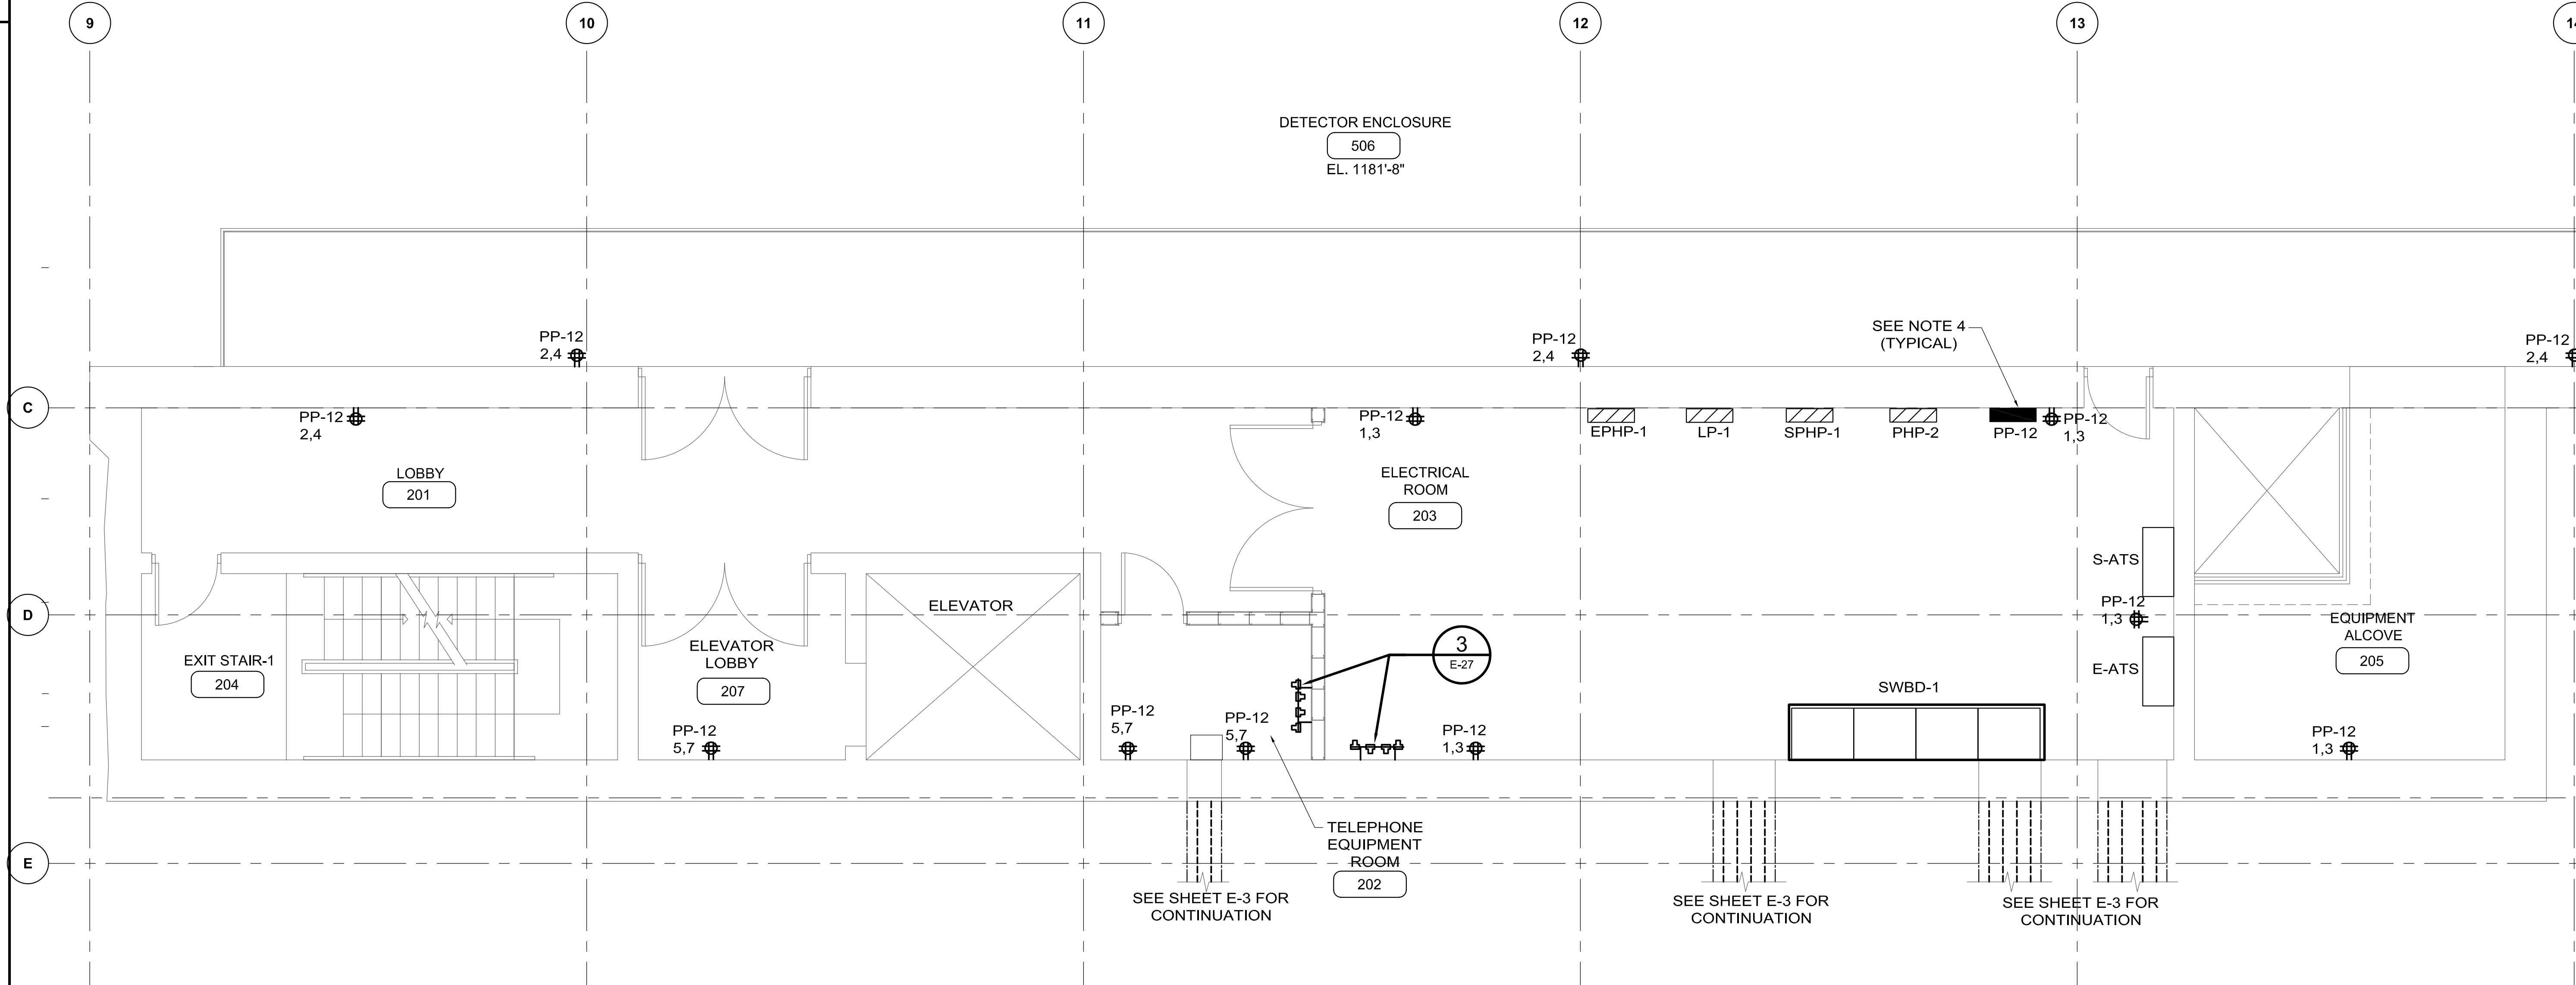 9
10
11
12
13
DETECTOR ENCLOSURE
506
EL. 1181'-8"
PP-12
2,4
PP-12
2,4
SEE NOTE 4
(TYPICAL)
PP-12
2,4
C
PP-12
2,4
PP-12
1,3
EPHP-1
LP-1
SPHP-1
PHP-2
PP-12
PP-12
1,3
LOBBY
201
ELECTRICAL
ROOM
203
S-ATS
D
ELEVATOR
PP-12
1,3
EQUIPMENT
ALCOVE
205
EXIT STAIR-1
204
ELEVATOR
LOBBY
207
3
E-27
E-ATS
SWBD-1
PP-12
5,7
PP-12
5,7
PP-12
5,7
PP-12
1,3
PP-12
1,3
E
TELEPHONE
EQUIPMENT
ROOM
202
SEE SHEET E-3 FOR
CONTINUATION
SEE SHEET E-3 FOR
CONTINUATION
SEE SHEET E-3 FOR
CONTINUATION